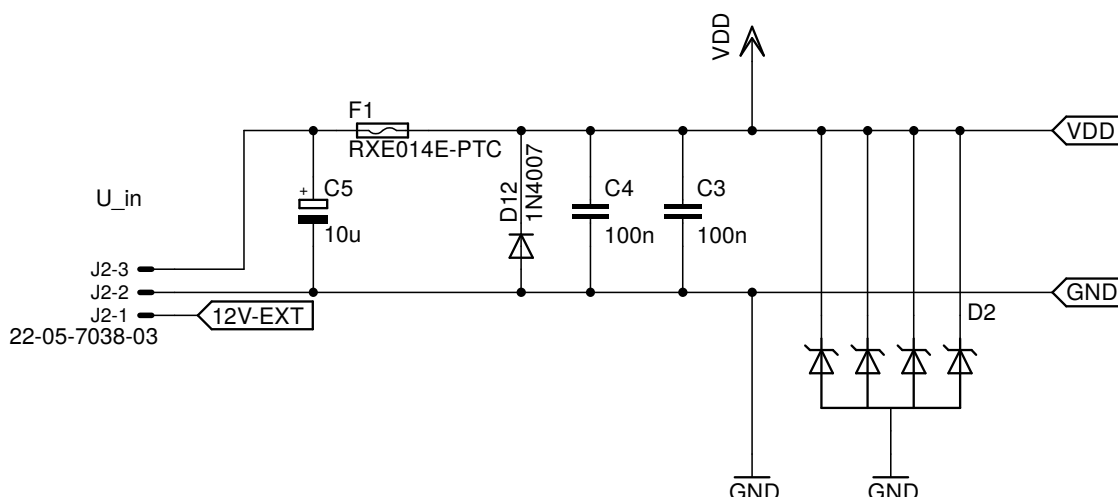 VDD
F1
RXE014E-PTC
VDD
U_in
+
C5
10u
D12
1N4007
C4
100n
C3
100n
J2-3
J2-2
J2-1
22-05-7038-03
12V-EXT
GND
D2
GND
GND